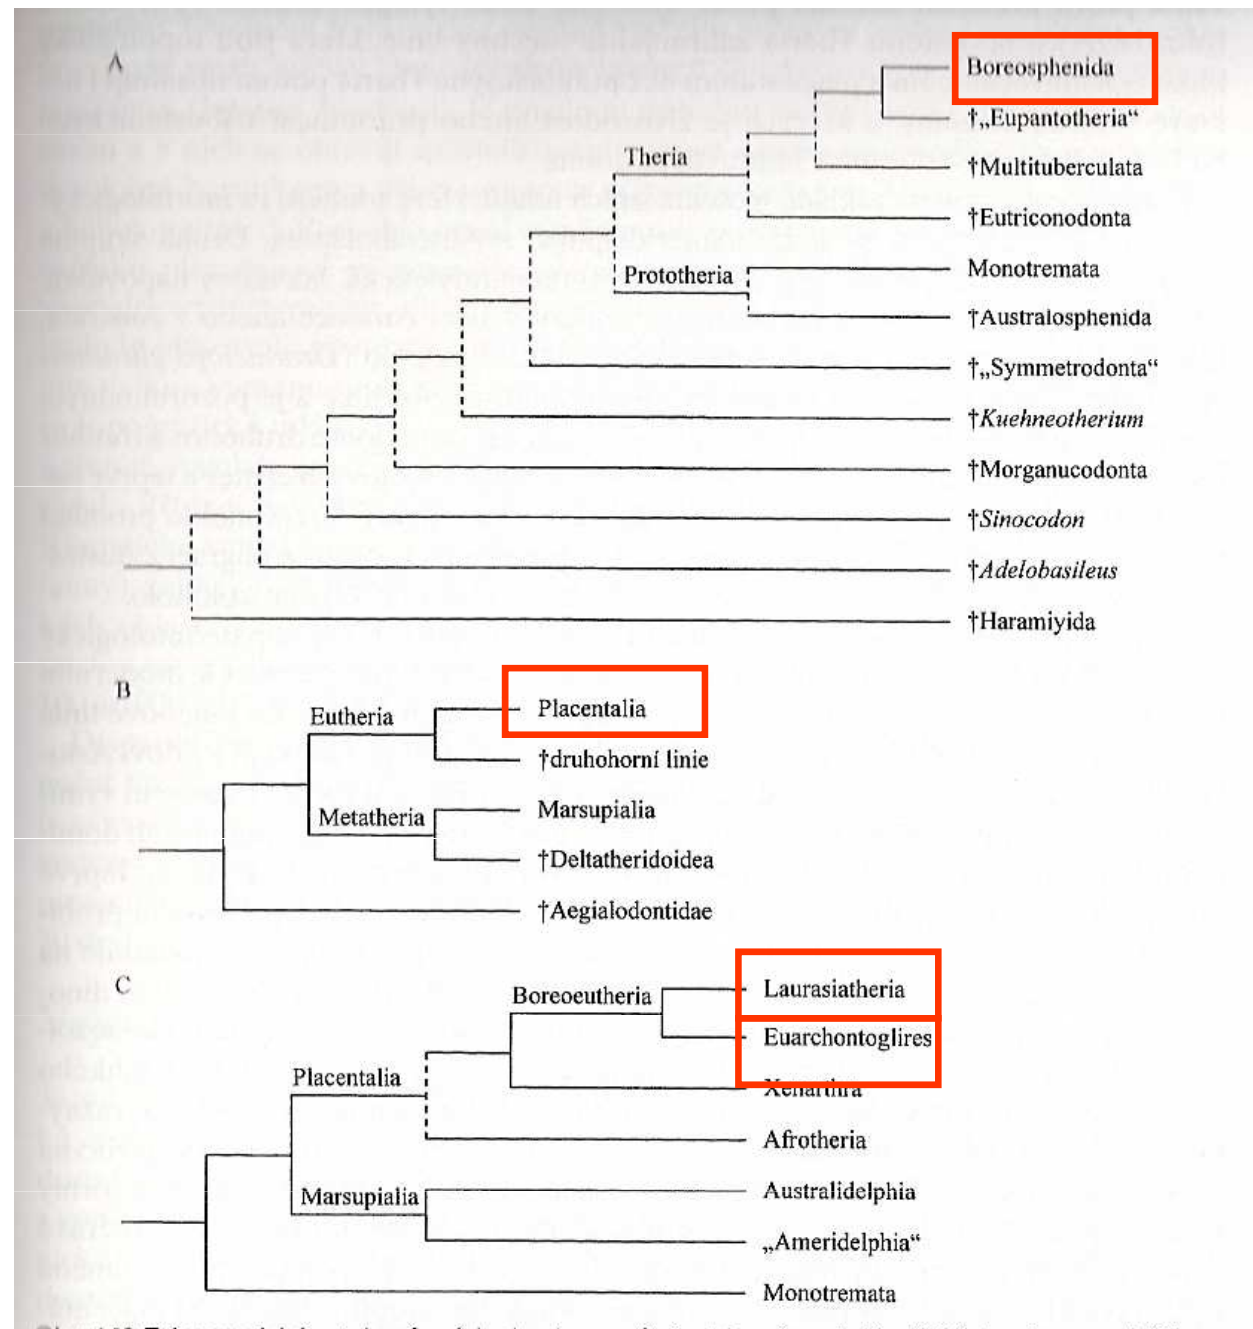 A
Boreosphenida
†„Eupantotheria“
Theria
†Multituberculata
†Eutriconodonta
Monotremata
Prototheria
†Australosphenida
†„Symmetrodonta“
†Kuehneotherium
†Morganucodonta
†Sinocodon
†Adelobasileus
†Haramiyida
B
Placentalia
Eutheria
†druhohorní linie
Marsupialia
Metatheria
†Deltatheridoidea
†Aegialodontidae
C
Laurasiatheria
Boreoeutheria
Euarchontoglires
Placentalia
Xenarthra
Afrotheria
Australidelphia
Marsupialia
„Ameridelphia“
Monotremata